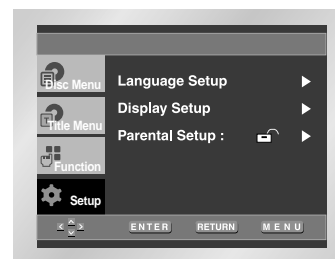 Disc Menu
Language Setup
Display Setup
Title Menu
Parental Setup :
Function
Setup
ENTER RETURN MENU